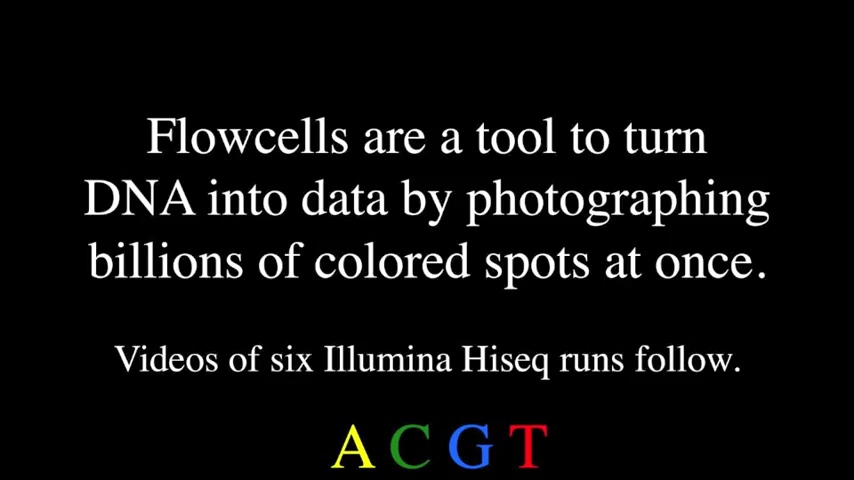 Flowcells are a tool to turn
DNA into data by photographing
billions of colored spots at once.
Videos of six Illumina Hiseq runs follow.
A C G T